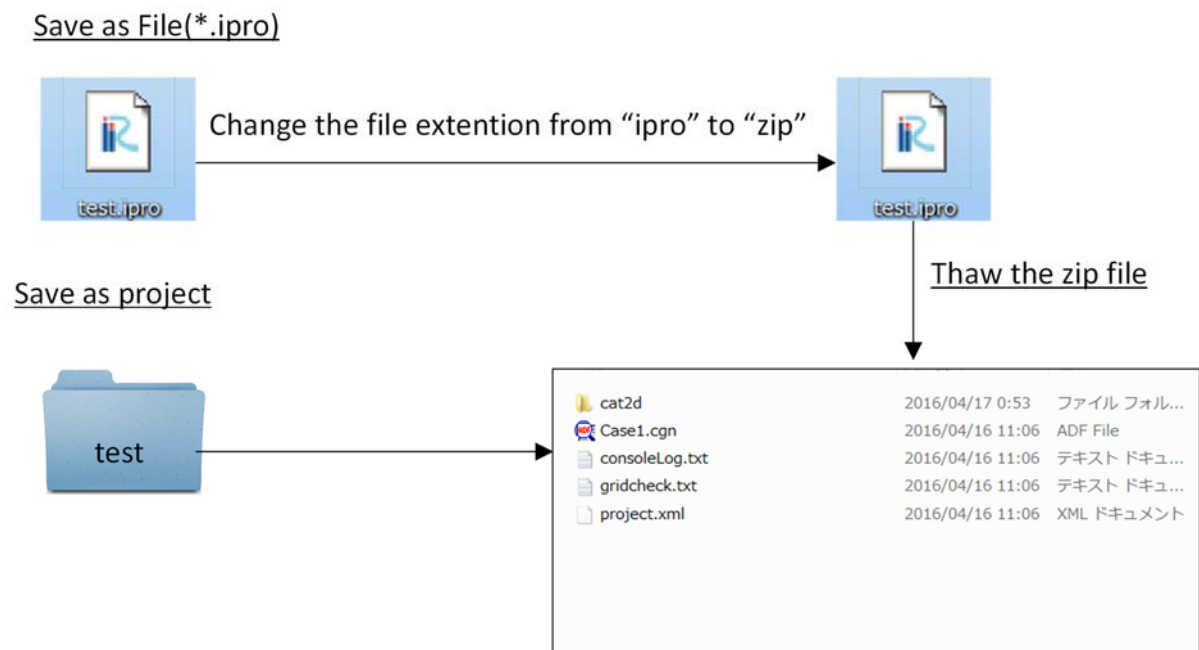 Save as File(*.ipro)
Change the file extention from “ipro” to “zip”
test.ipro
test.ipro
Thaw the zip file
Save as project
test
cat2d 2016/04/17 0:53 ファイル フォル...
Case1.cgn 2016/04/16 11:06 ADF File
consoleLog.txt 2016/04/16 11:06 テキスト ドキュ...
gridcheck.txt 2016/04/16 11:06 テキスト ドキュ...
project.xml 2016/04/16 11:06 XML ドキュメント